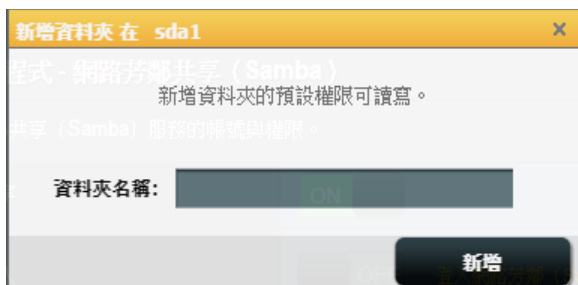 新增資料夾 在 sda1
程式 - 網路芳鄰共享（Samba）
新增資料夾的預設權限可讀寫。
共享（Samba）服務的帳號與權限。
資料夾名稱:
ON
新增